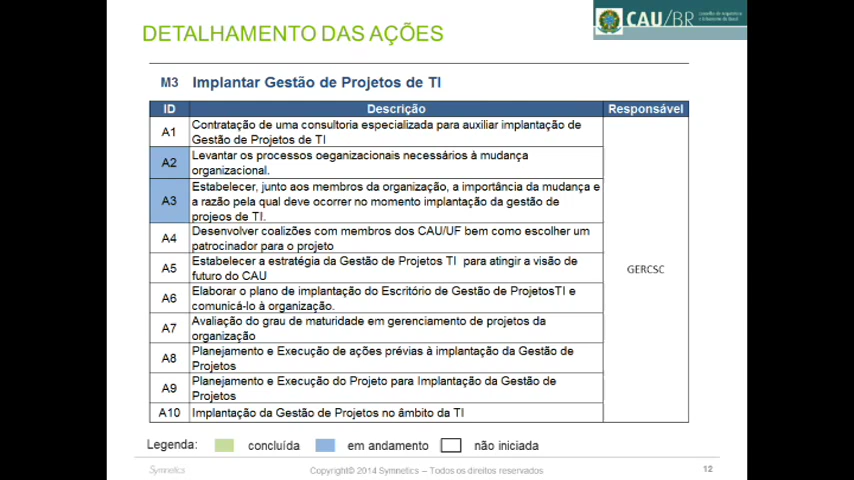 DETALHAMENTO DAS AÇÕES
CAU/BR
M3 Implantar Gestão de Projetos de TI
ID Descrição Responsável
A1 Contratação de uma consultoria especializada para auxiliar implantação de
Gestão de Projetos de TI
A2 Levantar os processos oeganizacionais necessários à mudança
organizacional.
A3 Estabelecer, junto aos membros da organização, a importância da mudança e
a razão pela qual deve ocorrer no momento implantação da gestão de
projeos de TI.
A4 Desenvolver coalizões com membros dos CAU/UF bem como escolher um
patrocinador para o projeto
A5 Estabelecer a estratégia da Gestão de Projetos TI para atingir a visão de
futuro do CAU
GERCSC
A6 Elaborar o plano de implantação do Escritório de Gestão de ProjetosTI e
comunicá-lo à organização.
A7 Avaliação do grau de maturidade em gerenciamento de projetos da
organização
A8 Planejamento e Execução de ações prévias à implantação da Gestão de
Projetos
A9 Planejamento e Execução do Projeto para Implantação da Gestão de
Projetos
A10 Implantação da Gestão de Projetos no âmbito da TI
Legenda: concluída em andamento não iniciada
Symnetics Copyright© 2014 Symnetics – Todos os direitos reservados 12